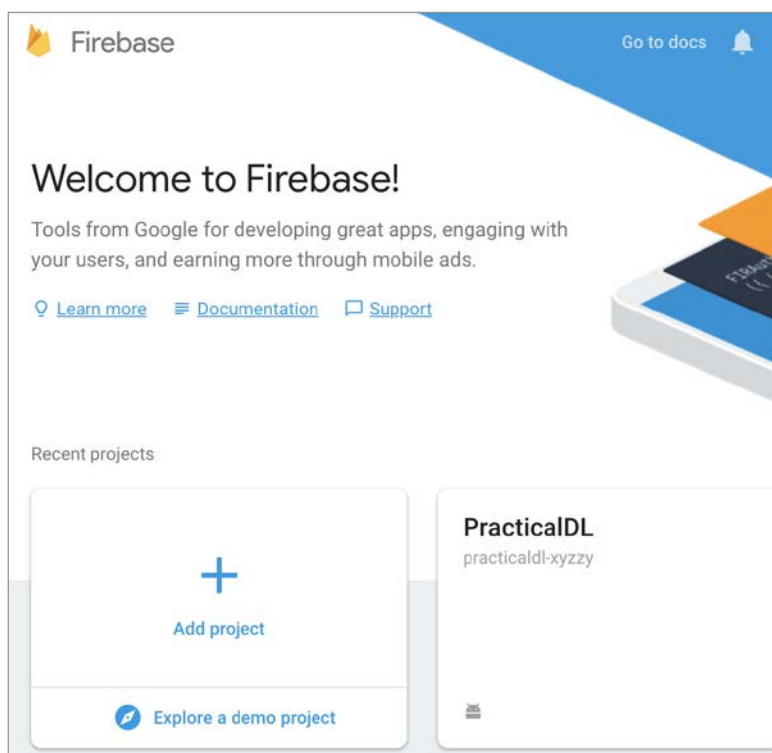 Firebase
Go to docs
Welcome to Firebase!
Tools from Google for developing great apps, engaging with
your users, and earning more through mobile ads.
Learn more Documentation Support
Recent projects
Add project
Explore a demo project
PracticalDL
practicaldl-xyzzy